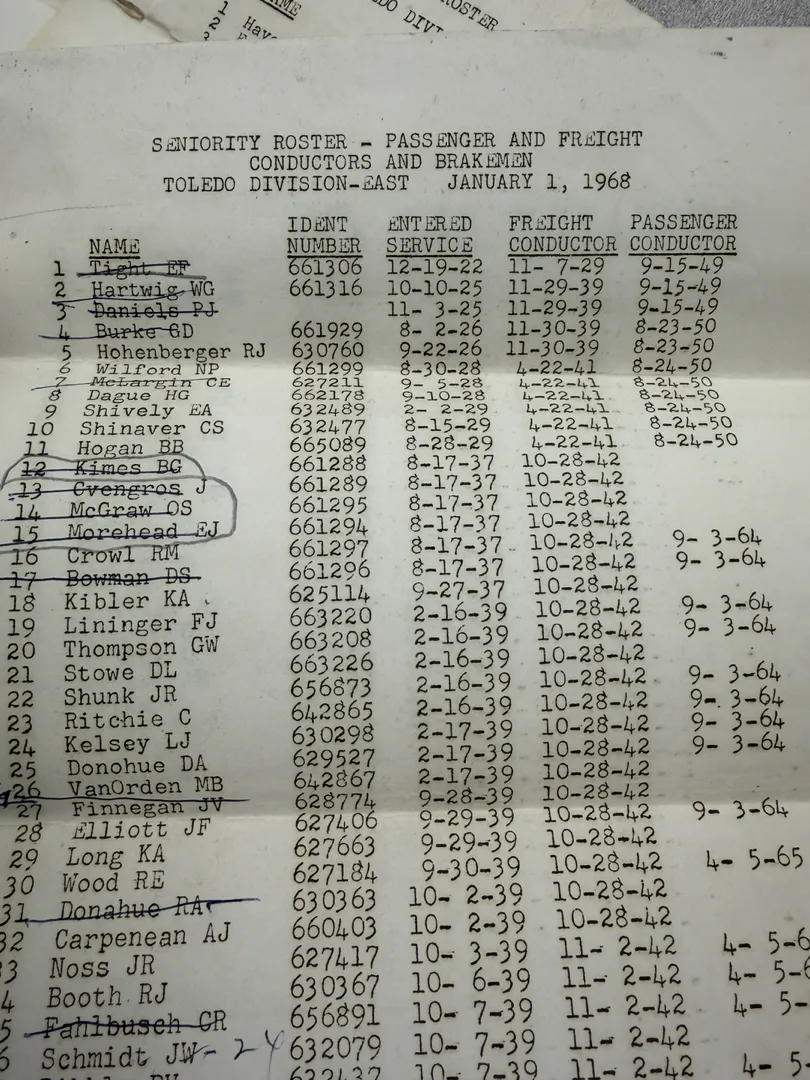 SENIORITY ROSTER - PASSENGER AND FREIGHT
CONDUCTORS AND BRAKEMEN
TOLEDO DIVISION-EAST JANUARY 1, 1968
IDENT ENTERED FREIGHT PASSENGER
NAME NUMBER SERVICE CONDUCTOR CONDUCTOR
1 Tight EF 661306 12-19-22 11- 7-29 9-15-49
2 Hartwig WG 661316 10-10-25 11-29-39 9-15-49
3 Daniels PJ 11- 3-25 11-29-39 9-15-49
4 Burke GD 661929 8- 2-26 11-30-39 8-23-50
5 Hohenberger RJ 630760 9-22-26 11-30-39 8-23-50
6 Wilford NP 661299 8-30-28 4-22-41 8-24-50
7 McLargin CE 627211 9- 5-28 4-22-41 8-24-50
8 Dague HG 662178 9-10-28 4-22-41 8-24-50
9 Shively EA 632489 2- 2-29 4-22-41 8-24-50
10 Shinaver CS 632477 8-15-29 4-22-41 8-24-50
11 Hogan BB 665089 8-28-29 4-22-41 8-24-50
12 Kimes BG 661288 8-17-37 10-28-42
13 Cvengros J 661289 8-17-37 10-28-42
14 McGraw OS 661295 8-17-37 10-28-42
15 Morehead EJ 661294 8-17-37 10-28-42
16 Crowl RM 661297 8-17-37 10-28-42 9- 3-64
17 Bowman DS 661296 8-17-37 10-28-42 9- 3-64
18 Kibler KA 625114 9-27-37 10-28-42
19 Lininger FJ 663220 2-16-39 10-28-42 9- 3-64
20 Thompson GW 663208 2-16-39 10-28-42 9- 3-64
21 Stowe DL 663226 2-16-39 10-28-42
22 Shunk JR 656873 2-16-39 10-28-42 9- 3-64
23 Ritchie C 642865 2-17-39 10-28-42 9- 3-64
24 Kelsey LJ 630298 2-17-39 10-28-42 9- 3-64
25 Donohue DA 629527 2-17-39 10-28-42 9- 3-64
26 VanOrden MB 642867 2-17-39 10-28-42
27 Finnegan JV 628774 9-28-39 10-28-42
28 Elliott JF 627406 9-29-39 10-28-42 9- 3-64
29 Long KA 627663 9-29-39 10-28-42
30 Wood RE 627184 9-30-39 10-28-42 4- 5-65
31 Donahue RA 630363 10- 2-39 10-28-42
32 Carpenean AJ 660403 10- 2-39 10-28-42
3 Noss JR 627417 10- 3-39 11- 2-42 4- 5-6
4 Booth RJ 630367 10- 6-39 11- 2-42 4- 5-6
5 Fahlbusch CR 656891 10- 7-39 11- 2-42 4- 5-
6 Schmidt JW 632079 10- 7-39 11- 2-42
632437 10- 7-39 11- 2-42 4- 5-